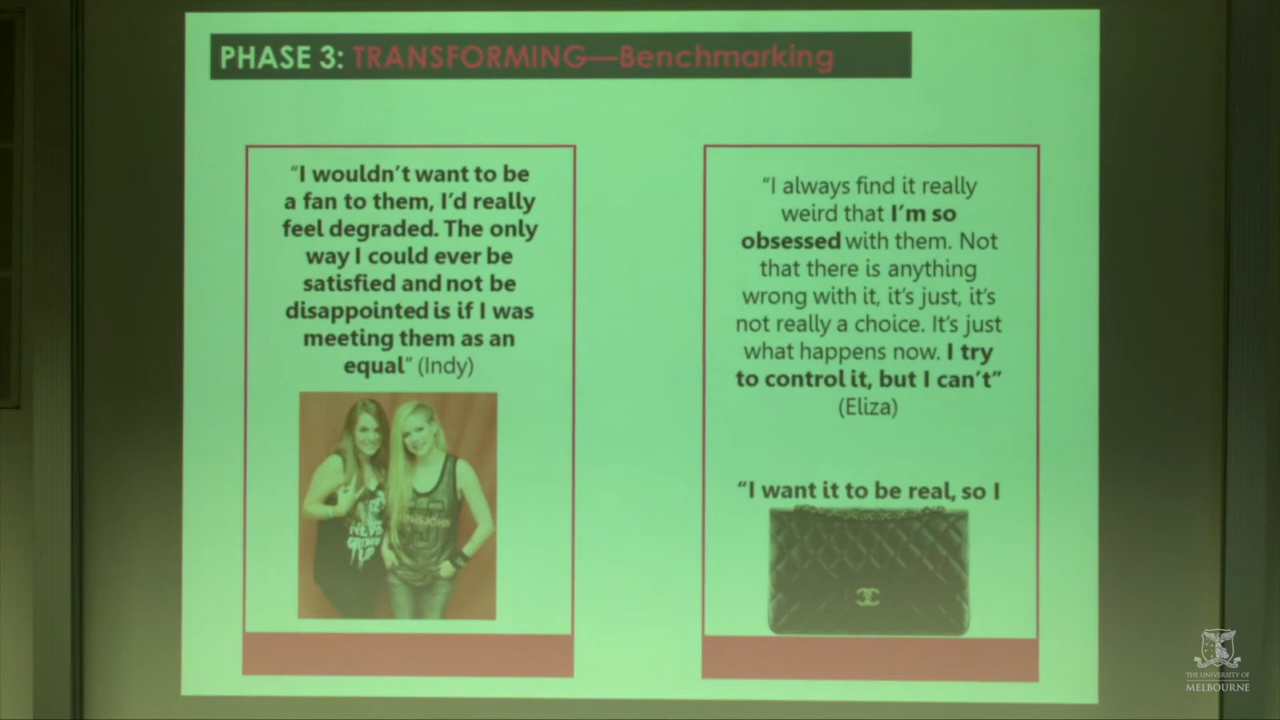 PHASE 3: TRANSFORMING—Benchmarking
“I wouldn’t want to be
a fan to them, I’d really
feel degraded. The only
way I could ever be
satisfied and not be
disappointed is if I was
meeting them as an
equal” (Indy)
“I always find it really
weird that I’m so
obsessed with them. Not
that there is anything
wrong with it, it’s just, it’s
not really a choice. It’s just
what happens now. I try
to control it, but I can’t”
(Eliza)
“I want it to be real, so I
THE UNIVERSITY OF
MELBOURNE